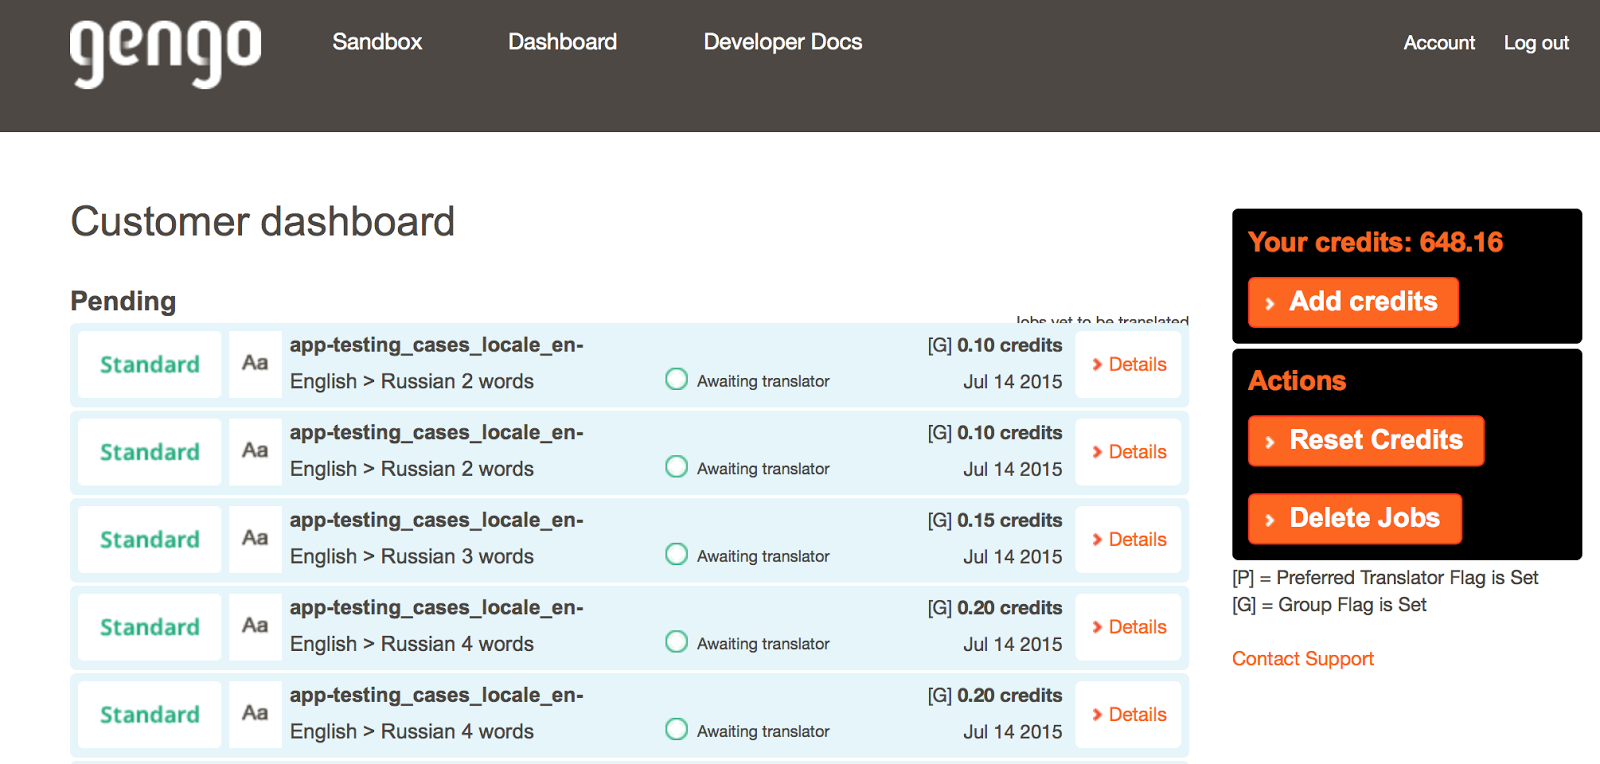 gengo
Sandbox
Dashboard
Developer Docs
Account
Log out
Customer dashboard
Pending
Jobs yet to be translated
Standard
Aa
app-testing_cases_locale_en-
English > Russian 2 words
Awaiting translator
[G] 0.10 credits
Jul 14 2015
Details
Standard
Aa
app-testing_cases_locale_en-
English > Russian 2 words
Awaiting translator
[G] 0.10 credits
Jul 14 2015
Details
Standard
Aa
app-testing_cases_locale_en-
English > Russian 3 words
Awaiting translator
[G] 0.15 credits
Jul 14 2015
Details
Standard
Aa
app-testing_cases_locale_en-
English > Russian 4 words
Awaiting translator
[G] 0.20 credits
Jul 14 2015
Details
Standard
Aa
app-testing_cases_locale_en-
English > Russian 4 words
Awaiting translator
[G] 0.20 credits
Jul 14 2015
Details
Your credits: 648.16
Add credits
Actions
Reset Credits
Delete Jobs
[P] = Preferred Translator Flag is Set
[G] = Group Flag is Set
Contact Support